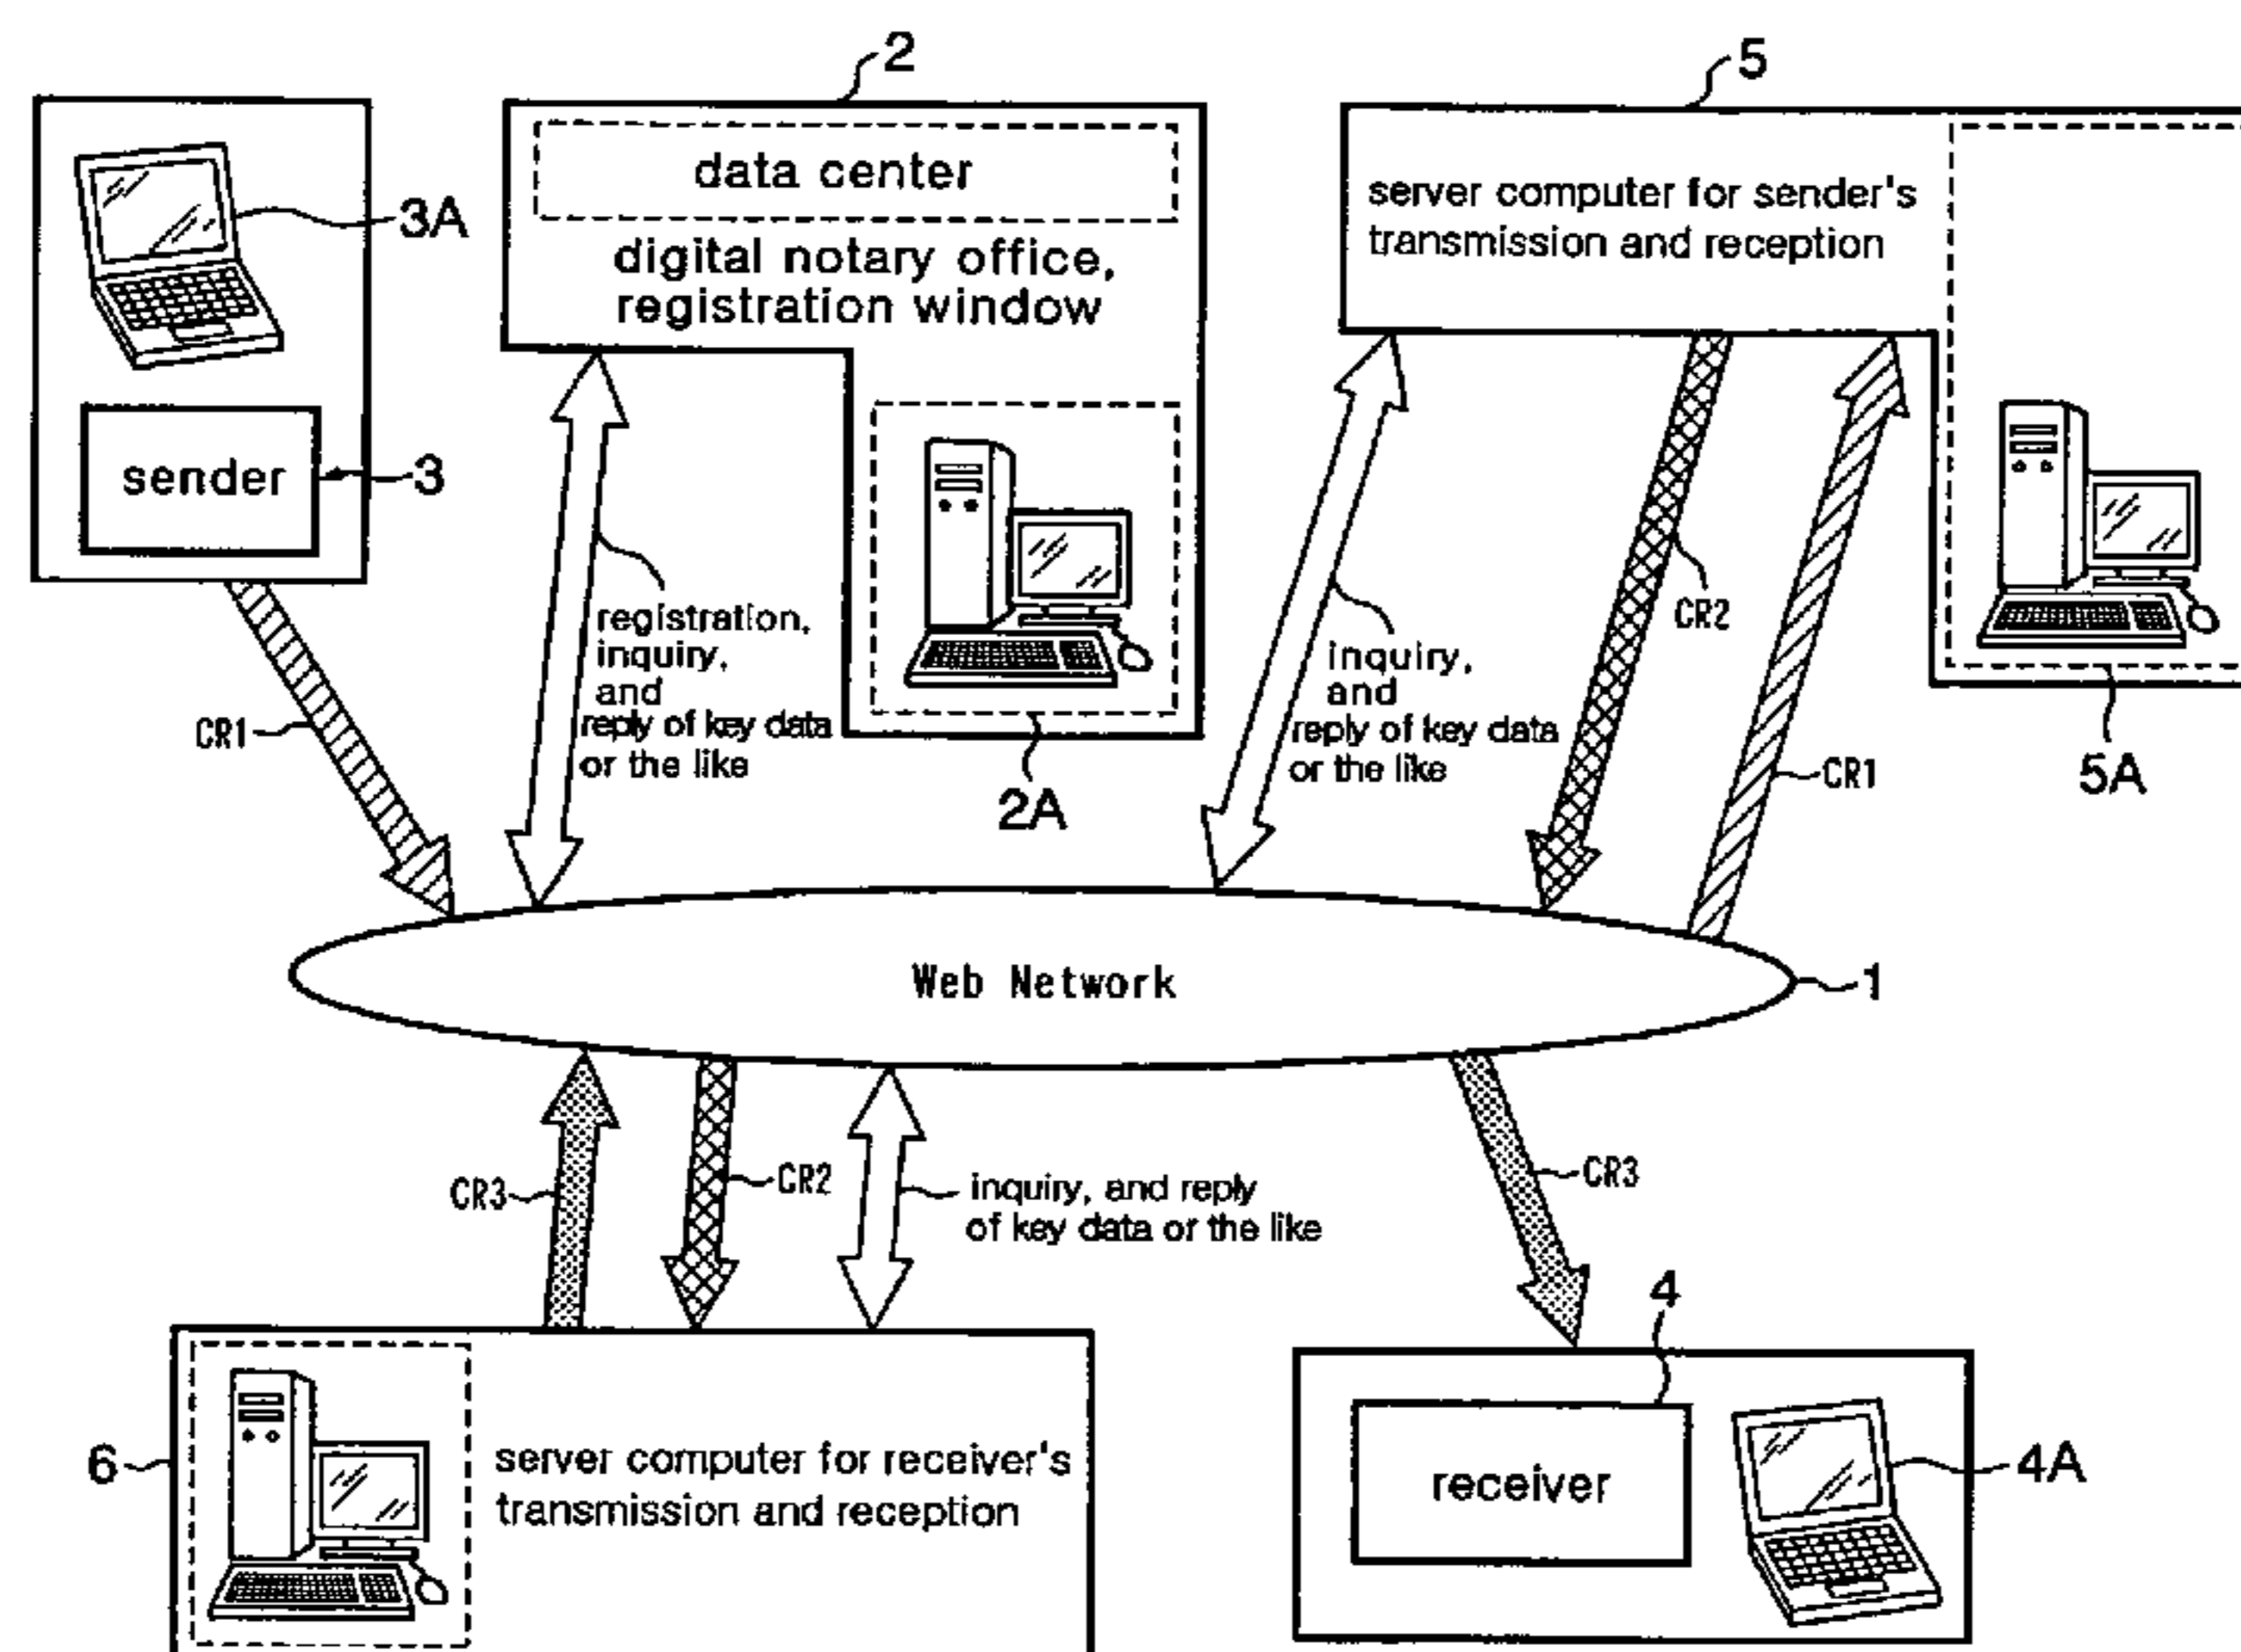 2
5
data center
digital notary office,
registration window
server computer for sender's
transmission and reception
3A
sender
3
registration,
inquiry,
and
reply of key data
or the like
2A
inquiry,
and
reply of key data
or the like
CR2
CR1
CR1
5A
Web Network
1
CR3
CR2
inquiry, and reply
of key data or the like
CR3
4
6
server computer for receiver's
transmission and reception
receiver
4A